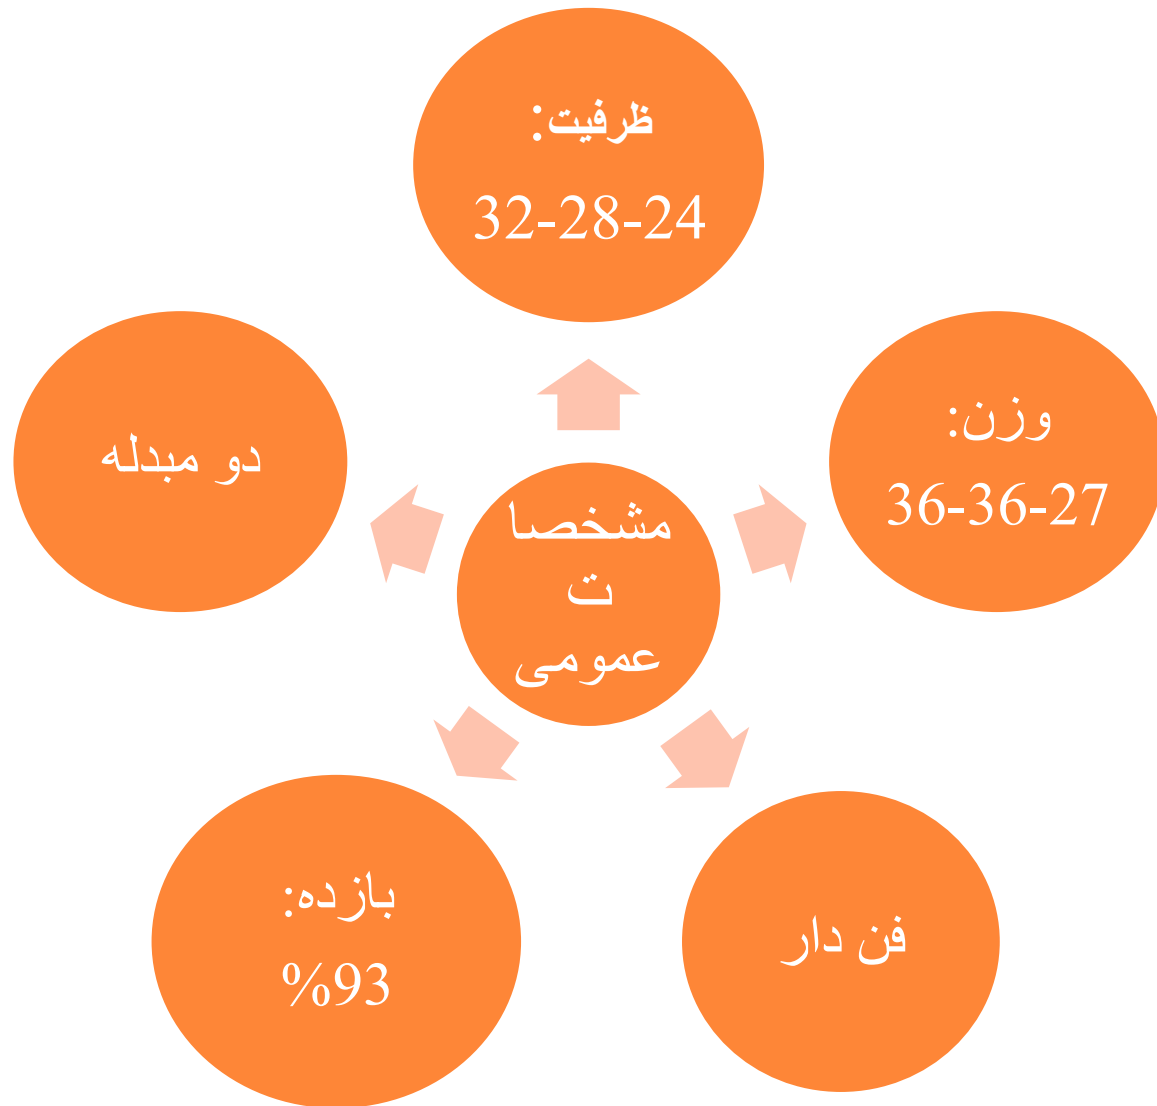 ظرفیت:
32-28-24
وزن:
36-36-27
فن دار
بازده:
%93
دو مبدله
مشخصا
ت
عمومی